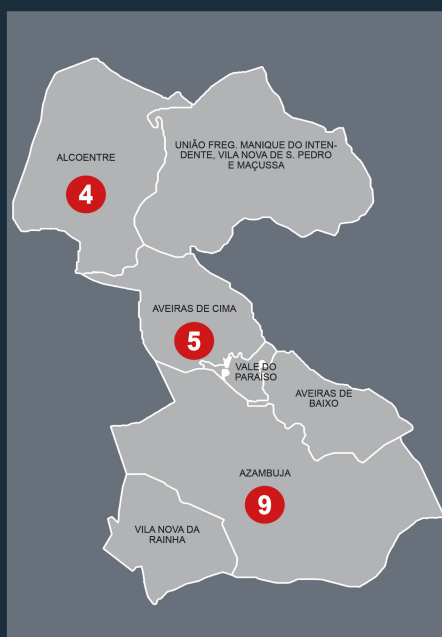 ALCOENTRE
4
UNIÃO FREG. MANIQUE DO INTEN-
DENTE, VILA NOVA DE S. PEDRO
E MAÇUSSA
AVEIRAS DE CIMA
5
VALE DO
PARAÍSO
AVEIRAS DE
BAIXO
AZAMBUJA
9
VILA NOVA DA
RAINHA